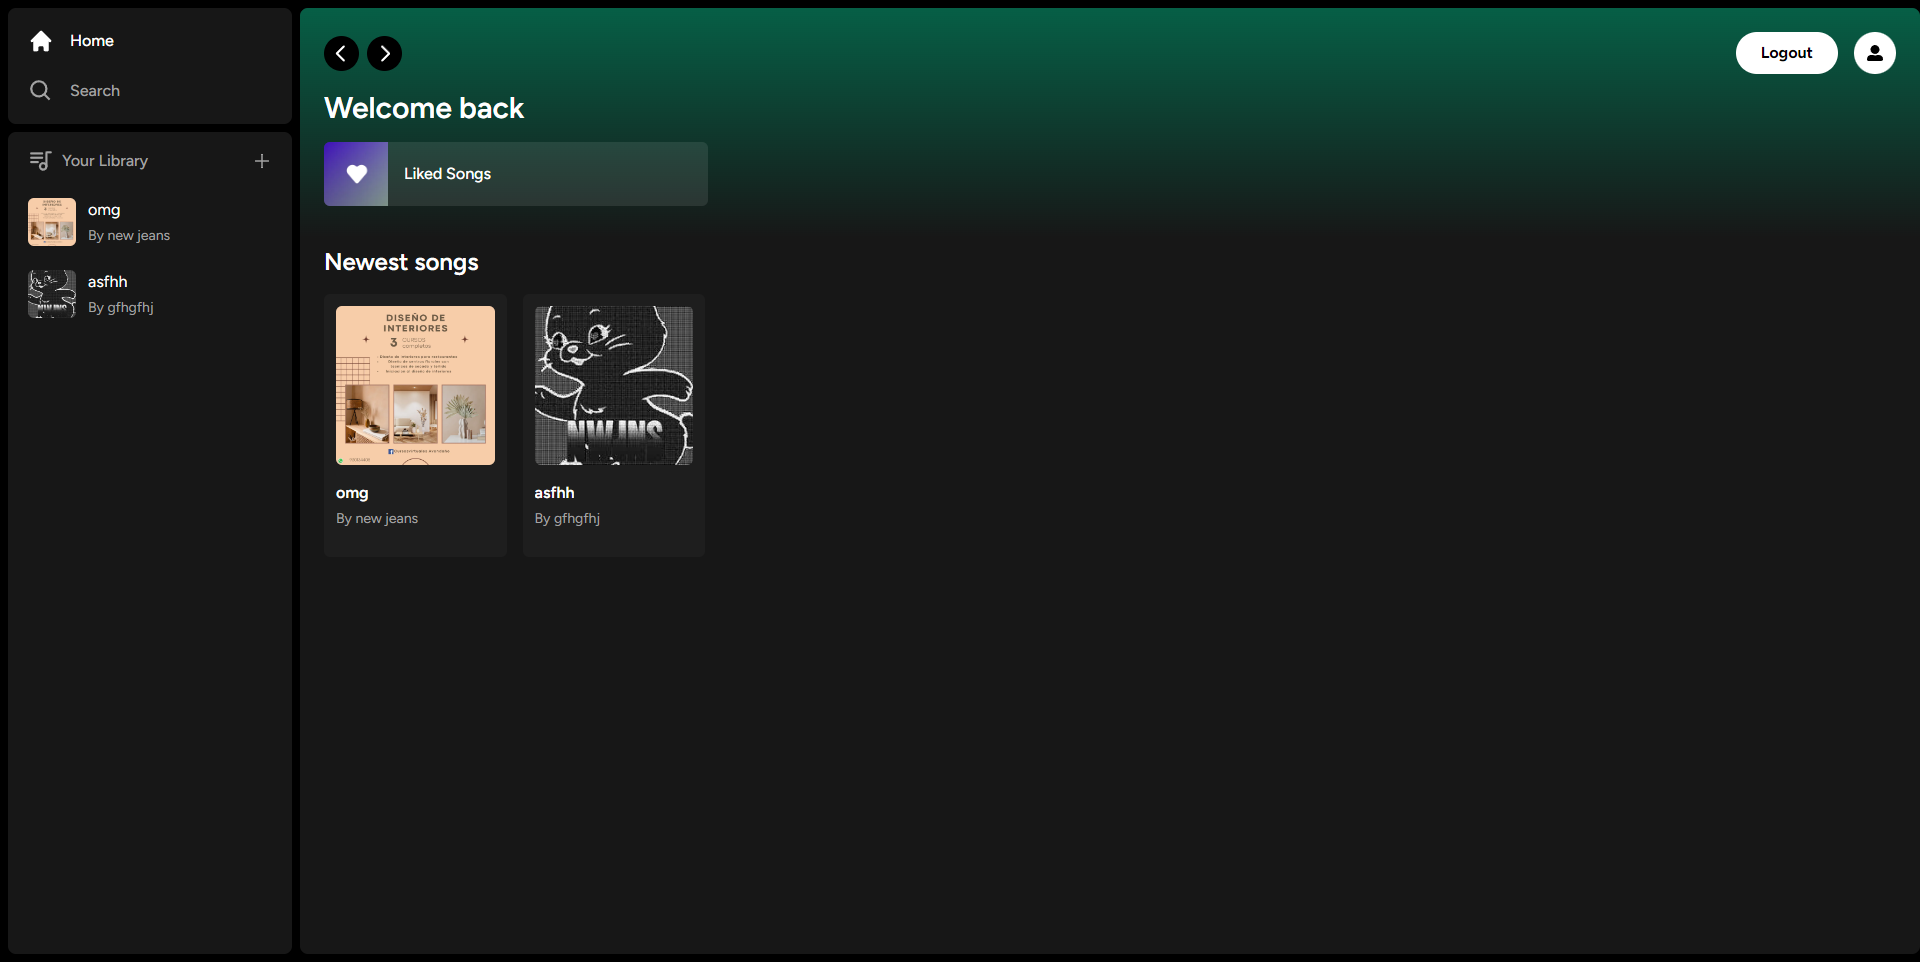 Home
Search
Your Library
omg
By new jeans
asfhh
By gfhgfhj
Logout
Welcome back
Liked Songs
Newest songs
DISEÑO DE
INTERIORES
3 CURSOS
completos
NWJNS
omg
By new jeans
asfhh
By gfhgfhj